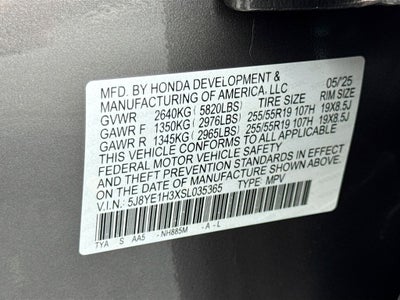 MFD. BY HONDA DEVELOPMENT &
MANUFACTURING OF AMERICA, LLC 05/'25
GVWR 2640KG ( 5820LBS) TIRE SIZE RIM SIZE
GAWR F 1350KG ( 2976LBS) 255/55R19 107H 19X8.5J
GAWR R 1345KG ( 2965LBS) 255/55R19 107H 19X8.5J
THIS VEHICLE CONFORMS TO ALL APPLICABLE
FEDERAL MOTOR VEHICLE SAFETY
AND THEFT PREVENTION STANDARDS IN EFFECT
ON THE DATE OF MANUFACTURE SHOWN ABOVE.
V.I.N.: 5J8YE1H3XSL035365 TYPE: MPV
TYA S AA5 - NH885M - A - L